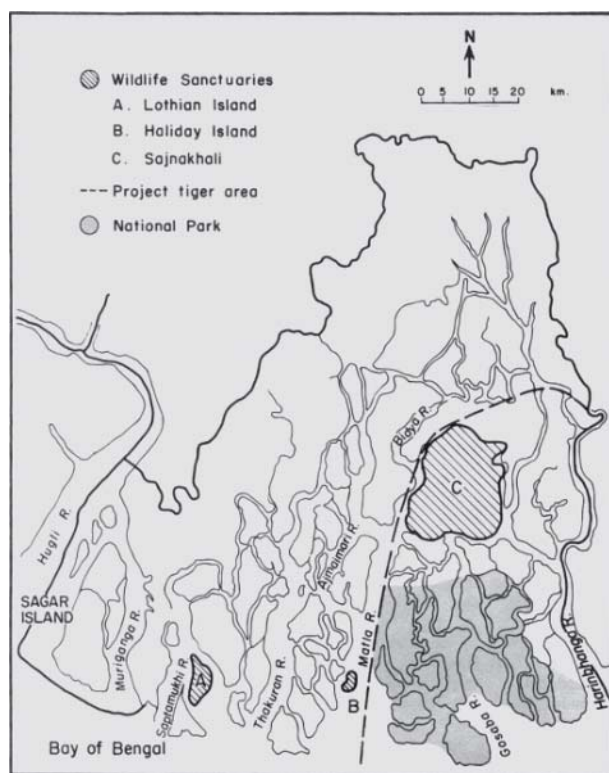 N
0 5 10 15 20 km.
Wildlife Sanctuaries
A. Lothian Island
B. Haliday Island
C. Sajnakhali
--- Project tiger area
National Park
Bidya R.
C
Hugli R.
SAGAR
ISLAND
Muriganga R.
Saptamukhi R.
A
Thakuran R.
Ajmalmari R.
B
Matla R.
Gosaba R.
Harinbhanga R.
Bay of Bengal